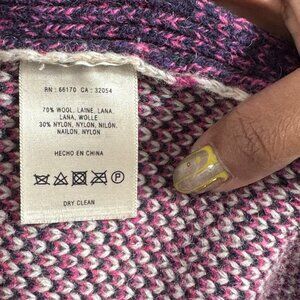 RN : 66170 CA : 32054
70% WOOL, LAINE, LANA,
LANA, WOLLE
30% NYLON, NYLON, NILÓN,
NAILON, NYLON
HECHO EN CHINA
P
DRY CLEAN